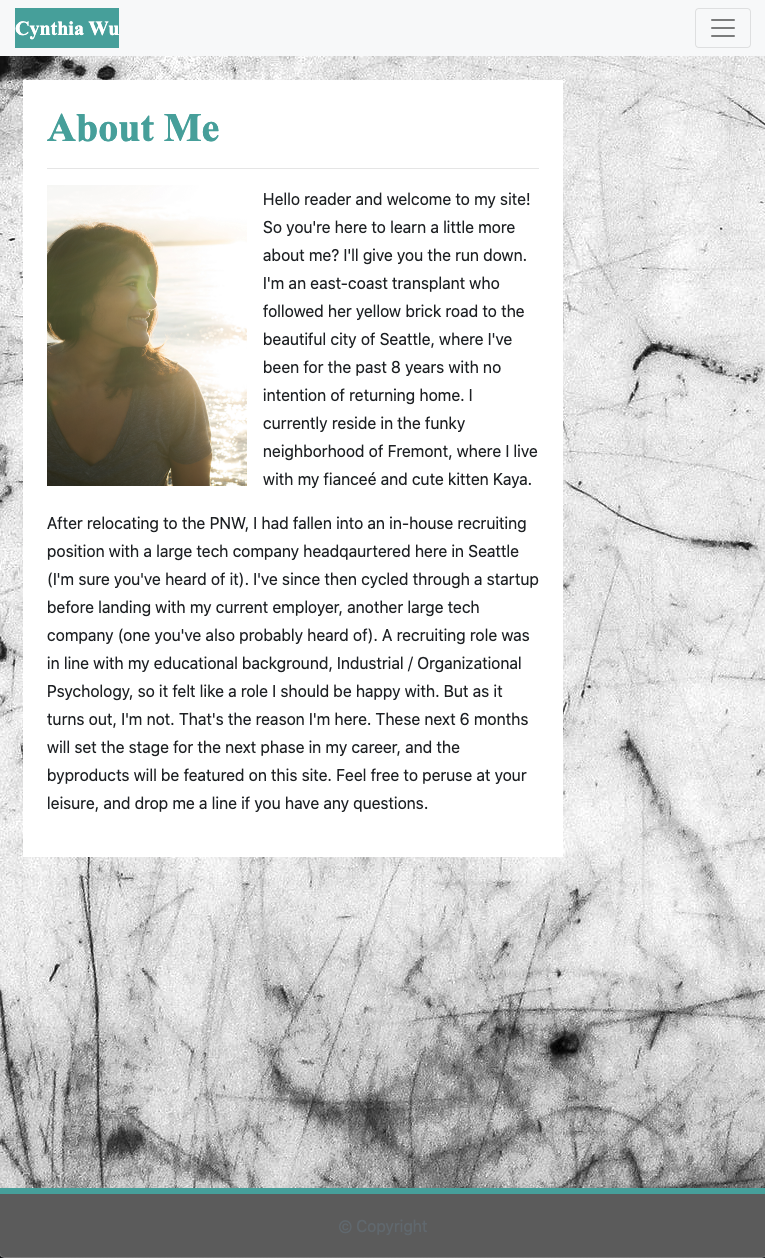 Cynthia Wu
About Me
Hello reader and welcome to my site!
So you're here to learn a little more
about me? I'll give you the run down.
I'm an east-coast transplant who
followed her yellow brick road to the
beautiful city of Seattle, where I've
been for the past 8 years with no
intention of returning home. I
currently reside in the funky
neighborhood of Fremont, where I live
with my fianceé and cute kitten Kaya.
After relocating to the PNW, I had fallen into an in-house recruiting
position with a large tech company headqaurtered here in Seattle
(I'm sure you've heard of it). I've since then cycled through a startup
before landing with my current employer, another large tech
company (one you've also probably heard of). A recruiting role was
in line with my educational background, Industrial / Organizational
Psychology, so it felt like a role I should be happy with. But as it
turns out, I'm not. That's the reason I'm here. These next 6 months
will set the stage for the next phase in my career, and the
byproducts will be featured on this site. Feel free to peruse at your
leisure, and drop me a line if you have any questions.
© Copyright